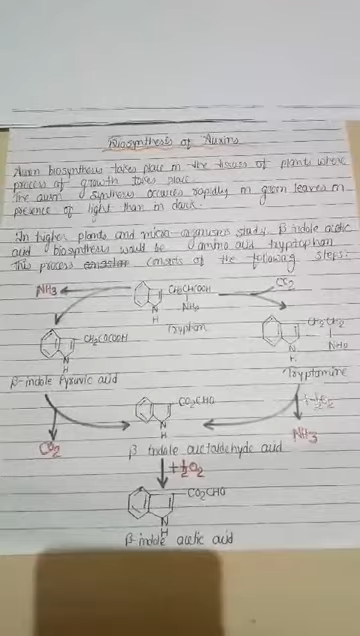 Biosynthesis of Auxins
Auxin biosynthesis takes place in the tissues of plants where
process of growth takes place.
The auxin synthesis occures rapidly in green leaves in
presence of light than in dark.
In higher plants and micro-organism study, β indole acetic
acid biosynthesis would be amino acid tryptophan
This process consists of the following steps:
NH3
CH2CHCOOH
NH2
CO2
N
H
Trypthan
CH2COCOOH
N
H
CH2CH2
NH2
N
H
β-indole pyruvic acid
Tryptamine
CO2CHO
N
H
CO2
NH3
β indole acetaldehyde acid
+½O2
CO2CHO
N
H
β-indole acetic acid